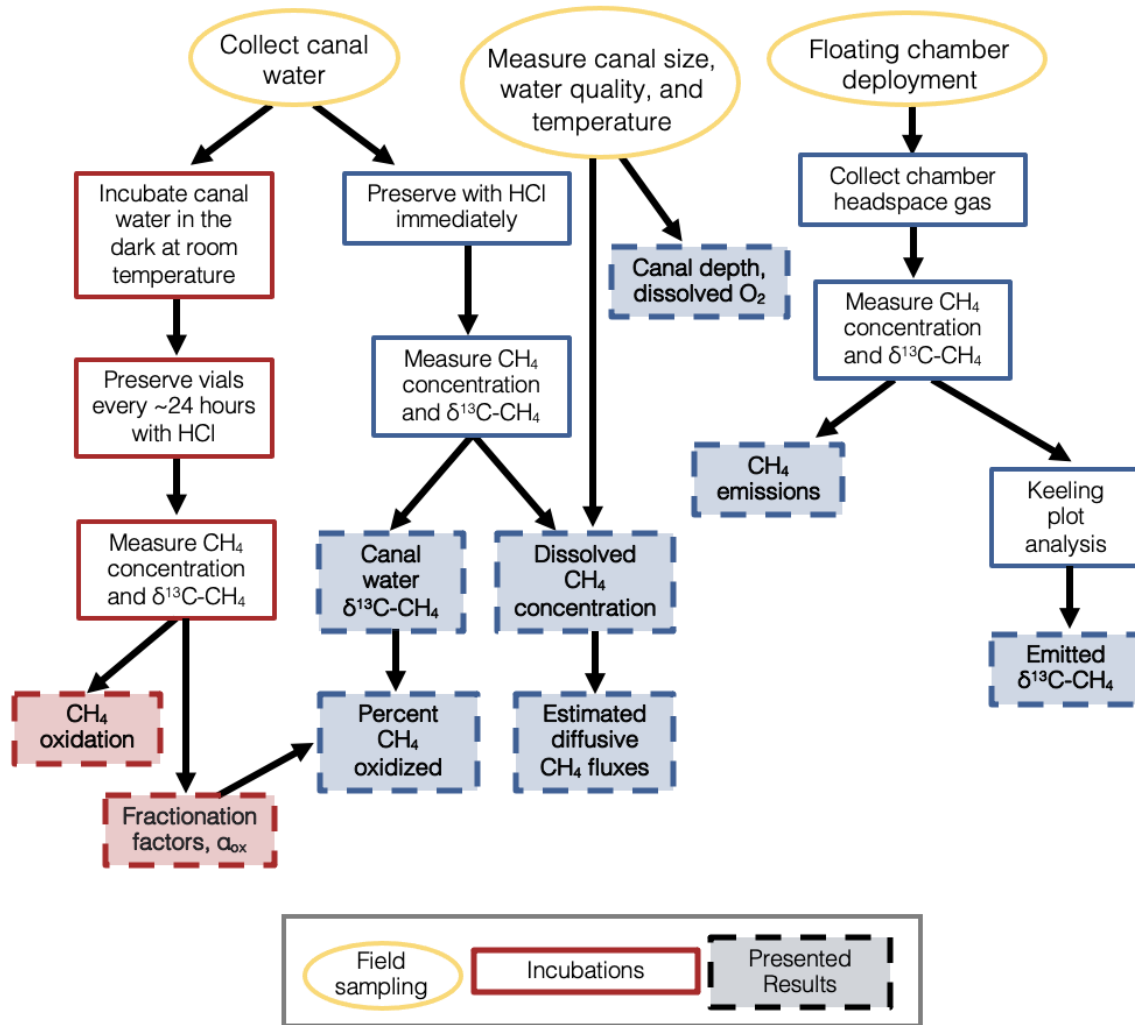 Collect canal
water
Measure canal size,
water quality, and
temperature
Floating chamber
deployment
Incubate canal
water in the
dark at room
temperature
Preserve with HCl
immediately
Collect chamber
headspace gas
Canal depth,
dissolved O₂
Measure CH₄
concentration
and δ¹³C-CH₄
Preserve vials
every ~24 hours
with HCl
Measure CH₄
concentration
and δ¹³C-CH₄
CH₄
emissions
Keeling
plot
analysis
Measure CH₄
concentration
and δ¹³C-CH₄
Canal
water
δ¹³C-CH₄
Dissolved
CH₄
concentration
Emitted
δ¹³C-CH₄
CH₄
oxidation
Percent
CH₄
oxidized
Estimated
diffusive
CH₄ fluxes
Fractionation
factors, αₒₓ
Field
sampling
Incubations
Presented
Results